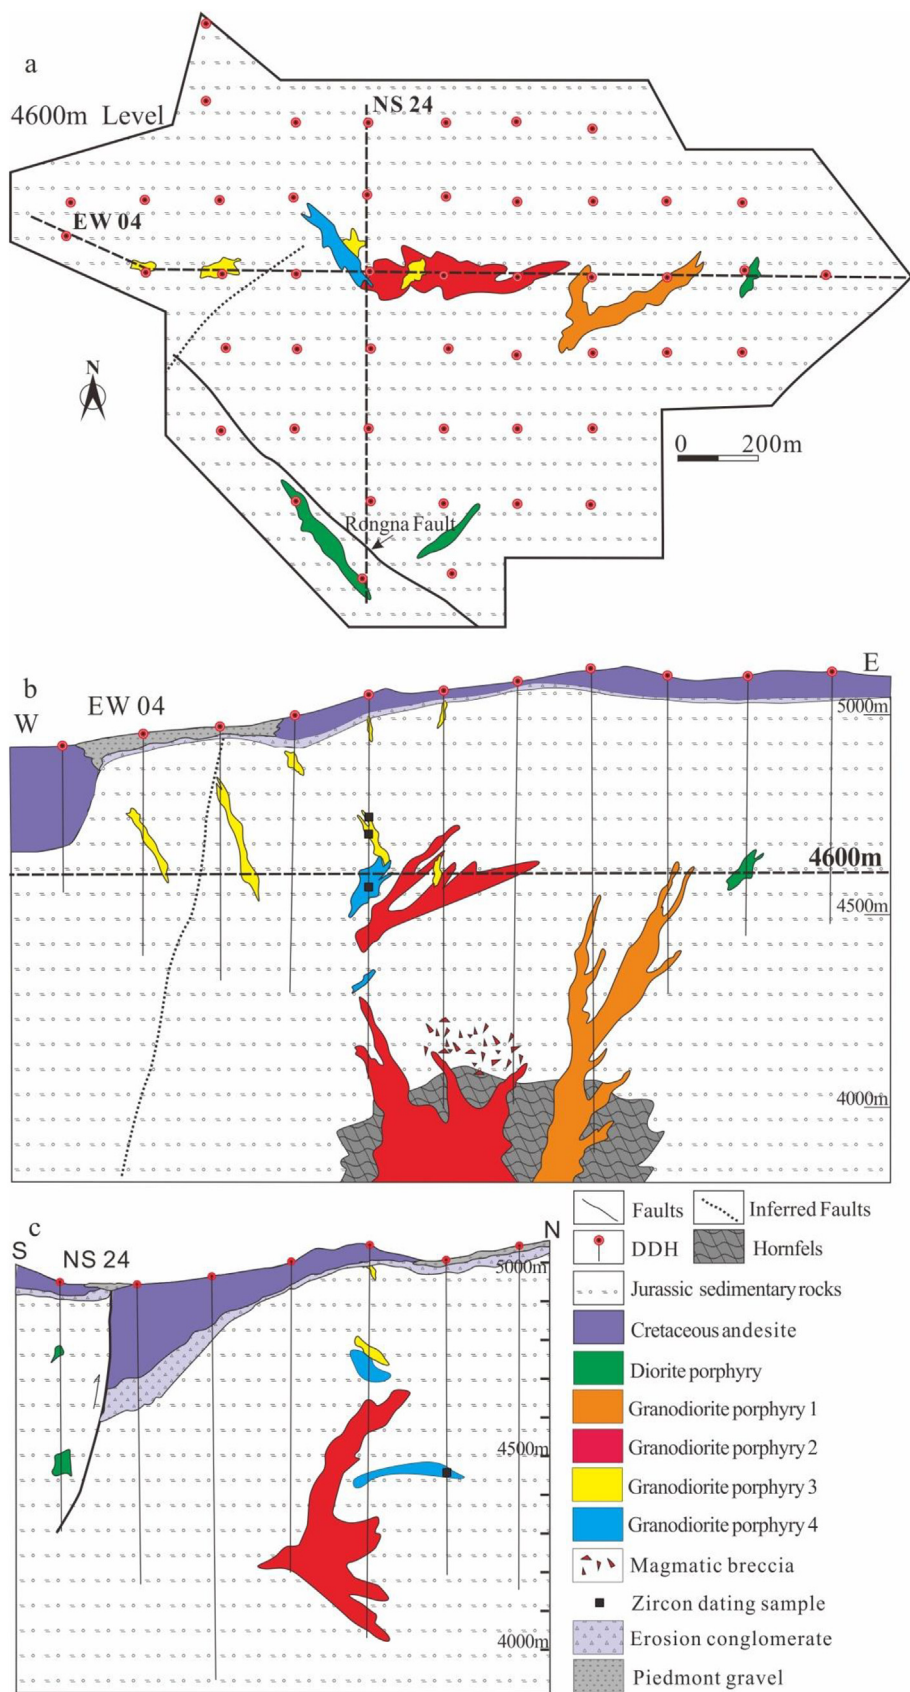 a
4600m Level
NS 24
EW 04
N
0 200m
Rongna Fault
b
EW 04
W
E
5000m
4600m
4500m
4000m
c
S
NS 24
N
5000m
4500m
4000m
Faults
Inferred Faults
DDH
Hornfels
Jurassic sedimentary rocks
Cretaceous andesite
Diorite porphyry
Granodiorite porphyry 1
Granodiorite porphyry 2
Granodiorite porphyry 3
Granodiorite porphyry 4
Magmatic breccia
Zircon dating sample
Erosion conglomerate
Piedmont gravel